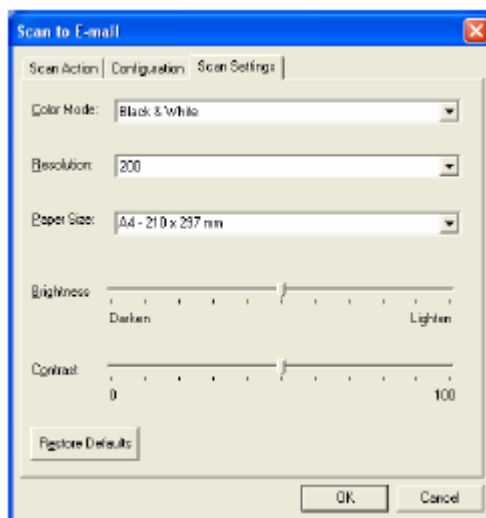 Scan to E-mail
Scan Action Configuration Scan Settings
Color Mode: Black & White
Resolution: 200
Paper Size: A4 - 210 x 297 mm
Brightness
Darken Lighten
Contrast
0 100
Restore Defaults
OK Cancel